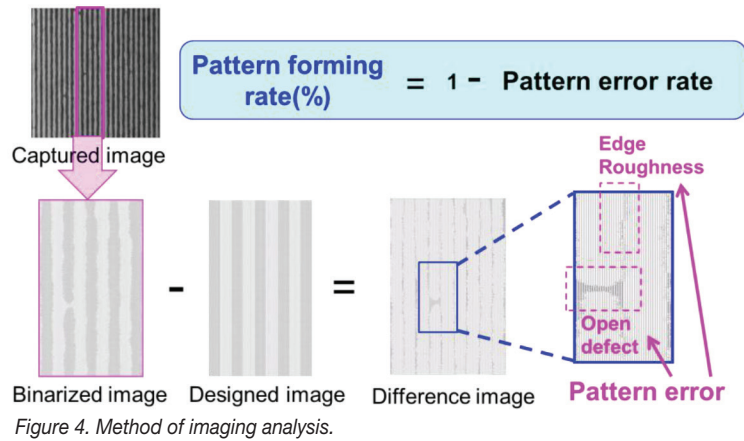 Pattern forming
rate(%)
= 1 - Pattern error rate
Captured image
Edge
Roughness
-
=
Open
defect
Binarized image
Designed image
Difference image
Pattern error
Figure 4. Method of imaging analysis.